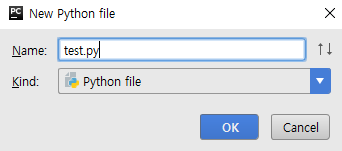 PC New Python file
Name: test.py
Kind: Python file
OK Cancel